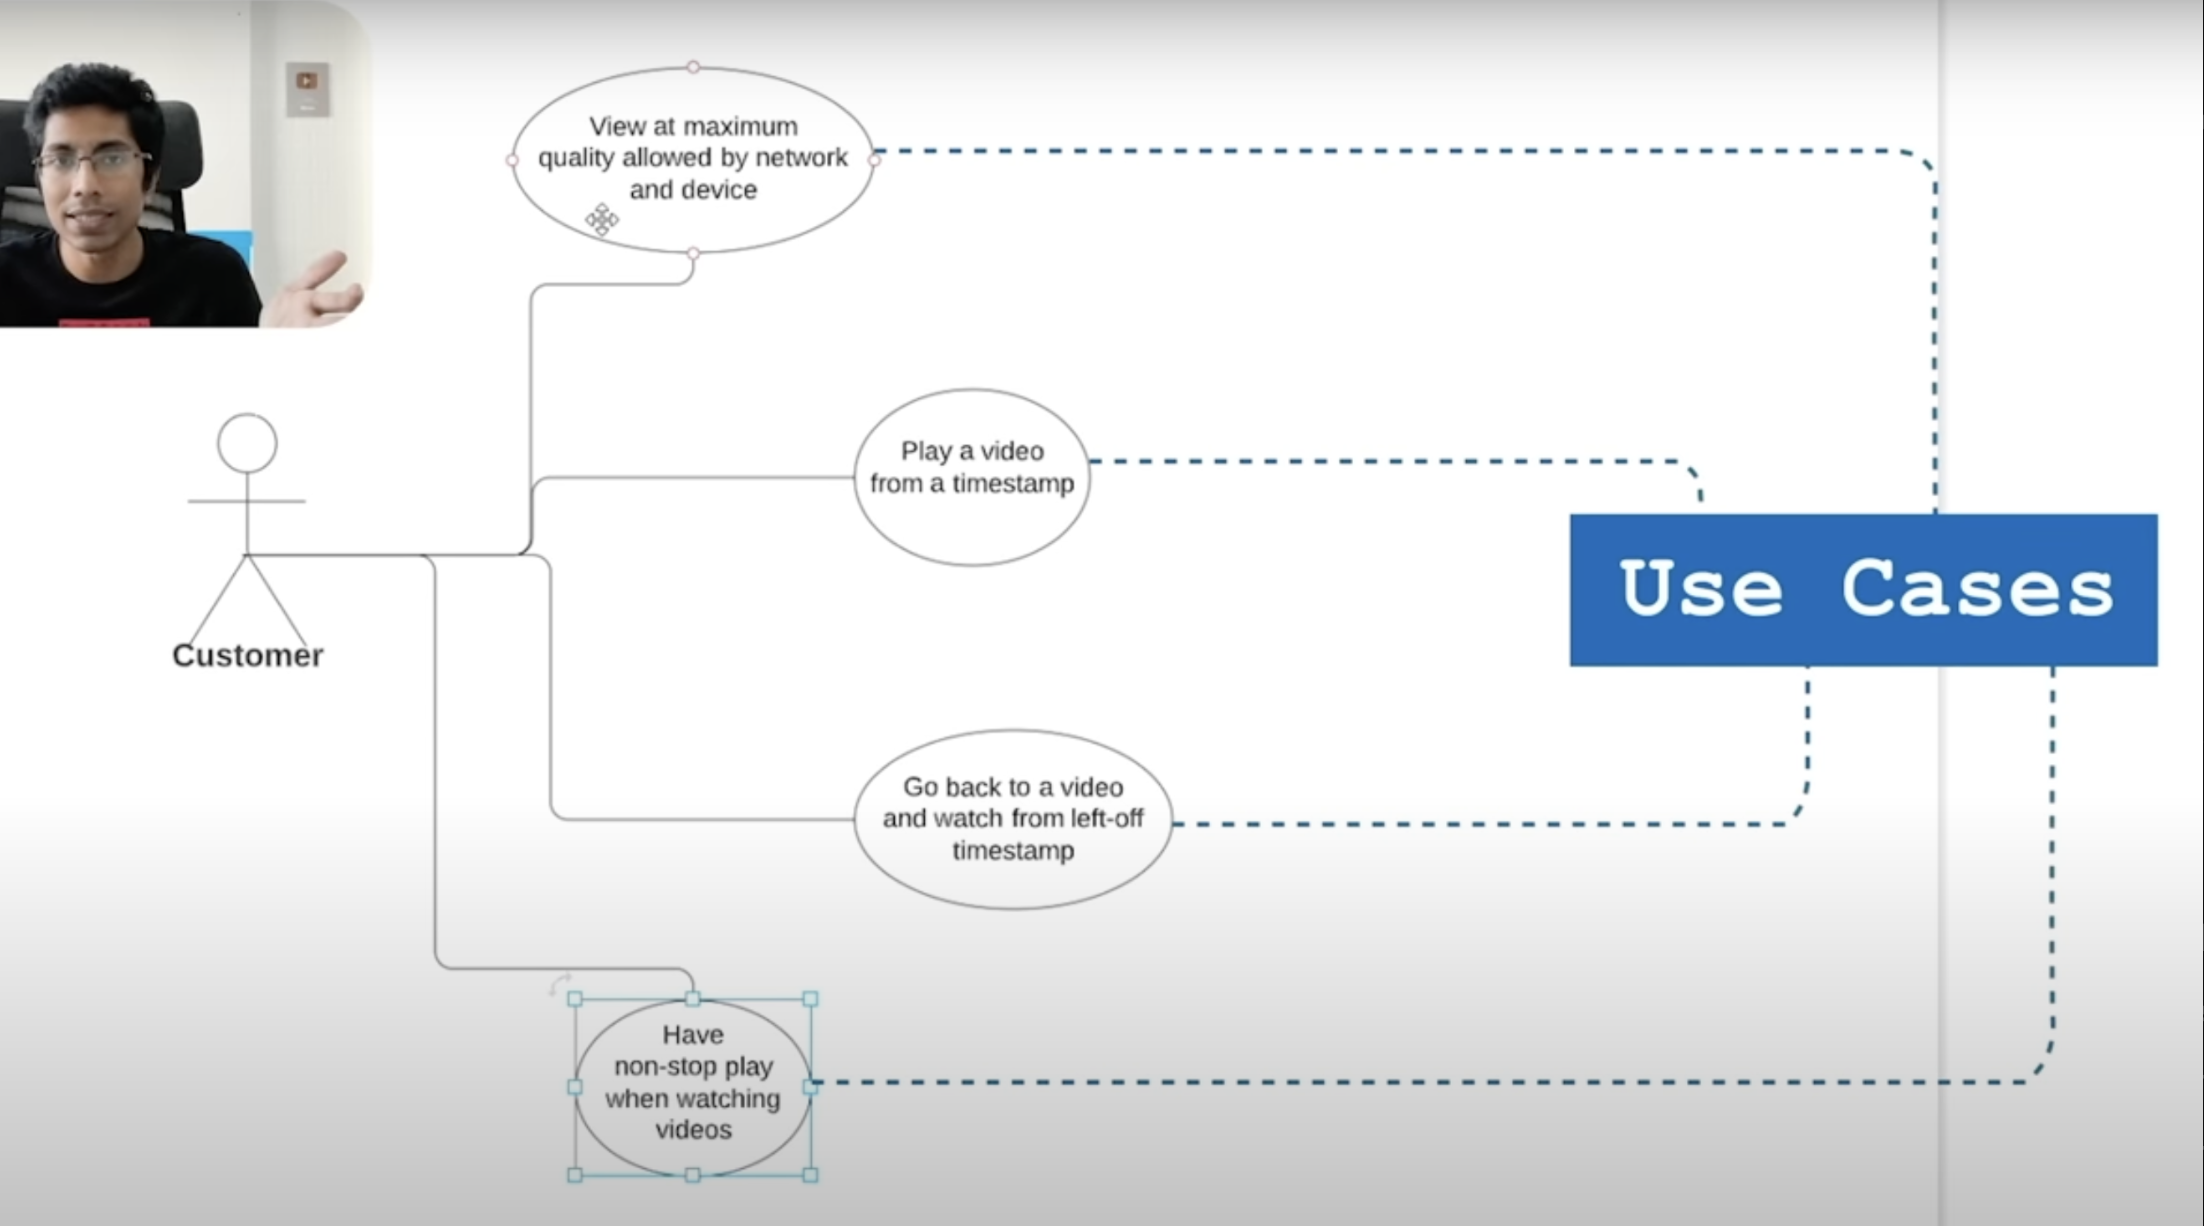 View at maximum
quality allowed by network
and device
Play a video
from a timestamp
Use Cases
Customer
Go back to a video
and watch from left-off
timestamp
Have
non-stop play
when watching
videos